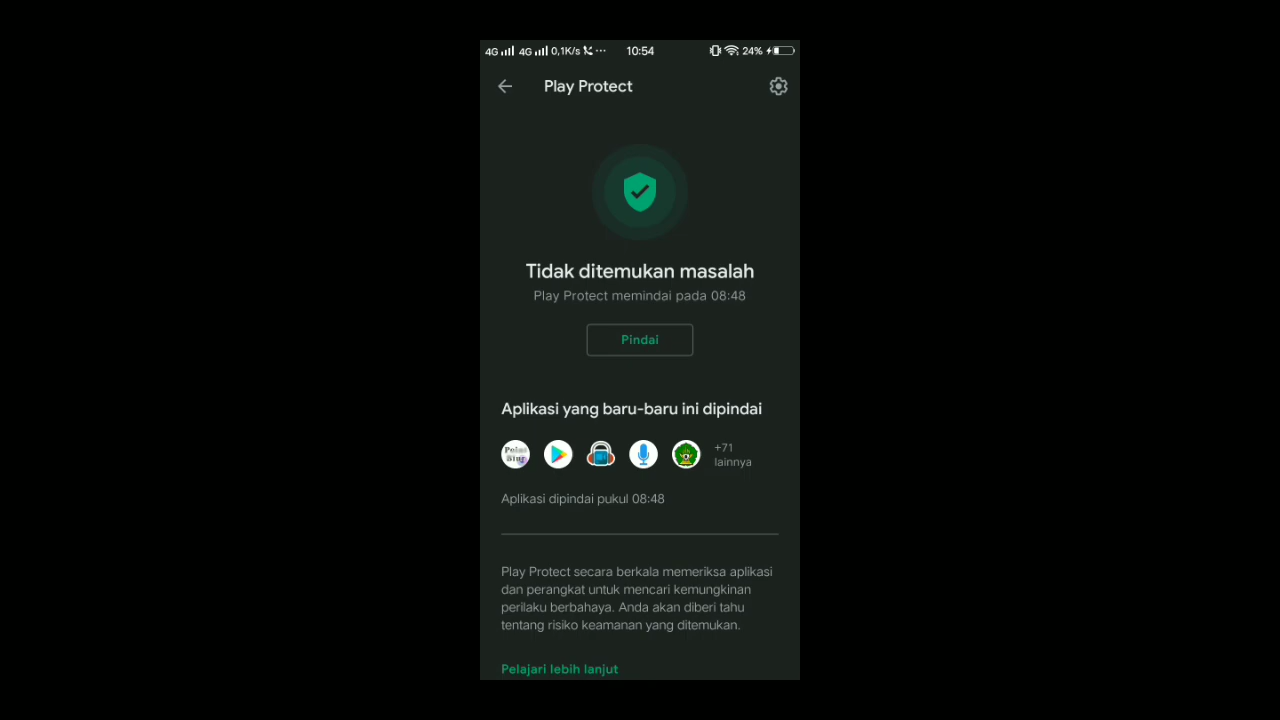 4G 4G 0,1K/s ... 10:54 24%
Play Protect
Tidak ditemukan masalah
Play Protect memindai pada 08:48
Pindai
Aplikasi yang baru-baru ini dipindai
+71
lainnya
Aplikasi dipindai pukul 08:48
Play Protect secara berkala memeriksa aplikasi
dan perangkat untuk mencari kemungkinan
perilaku berbahaya. Anda akan diberi tahu
tentang risiko keamanan yang ditemukan.
Pelajari lebih lanjut